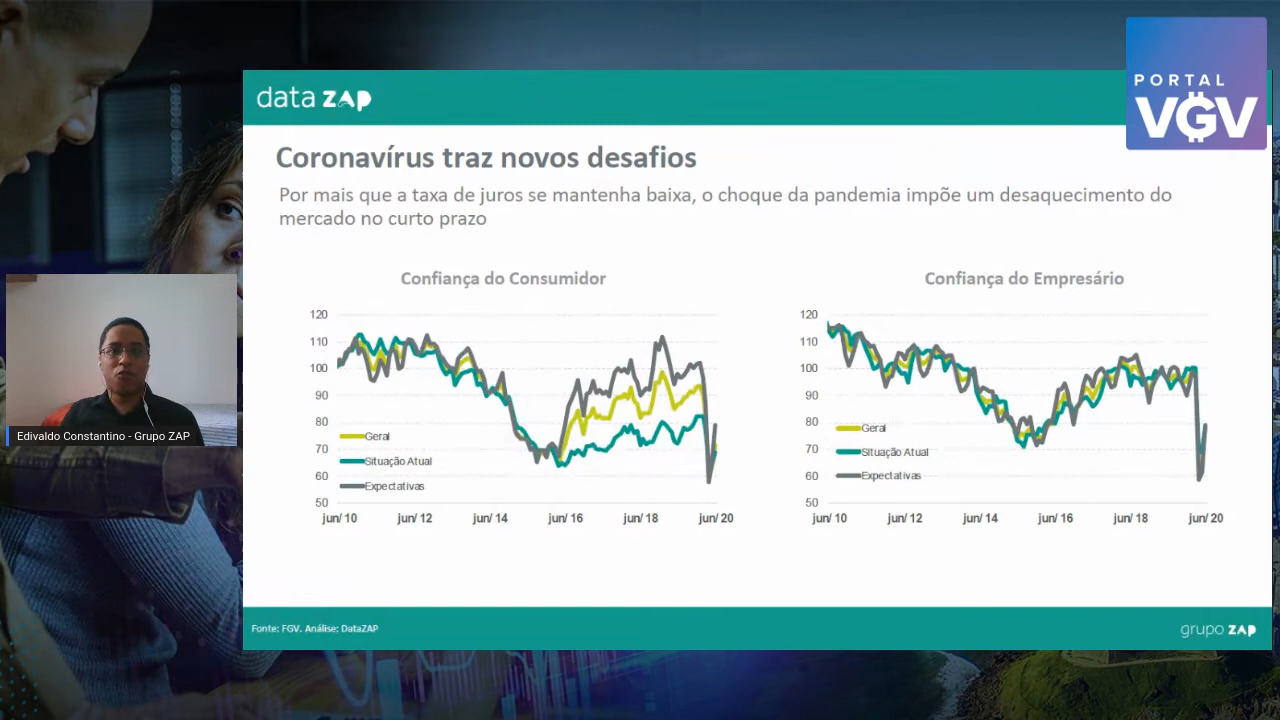 PORTAL
VGV
data ZAP
Coronavírus traz novos desafios
Por mais que a taxa de juros se mantenha baixa, o choque da pandemia impõe um desaquecimento do
mercado no curto prazo
Confiança do Consumidor
120
110
100
90
80
70
60
50
Geral
Situação Atual
Expectativas
jun/ 10 jun/ 12 jun/ 14 jun/ 16 jun/ 18 jun/ 20
Confiança do Empresário
120
110
100
90
80
70
60
50
Geral
Situação Atual
Expectativas
jun/ 10 jun/ 12 jun/ 14 jun/ 16 jun/ 18 jun/ 20
Edivaldo Constantino - Grupo ZAP
Fonte: FGV. Análise: DataZAP
grupo ZAP